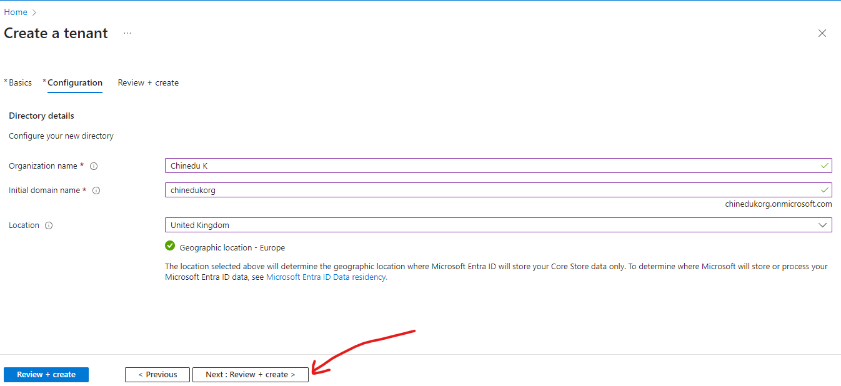 Home >
Create a tenant ...
* Basics * Configuration Review + create
Directory details
Configure your new directory
Organization name * Chinedu K
Initial domain name * chinedukorg
chinedukorg.onmicrosoft.com
Location United Kingdom
Geographic location - Europe
The location selected above will determine the geographic location where Microsoft Entra ID will store your Core Store data only. To determine where Microsoft will store or process your
Microsoft Entra ID data, see Microsoft Entra ID Data residency.
Review + create < Previous Next : Review + create >